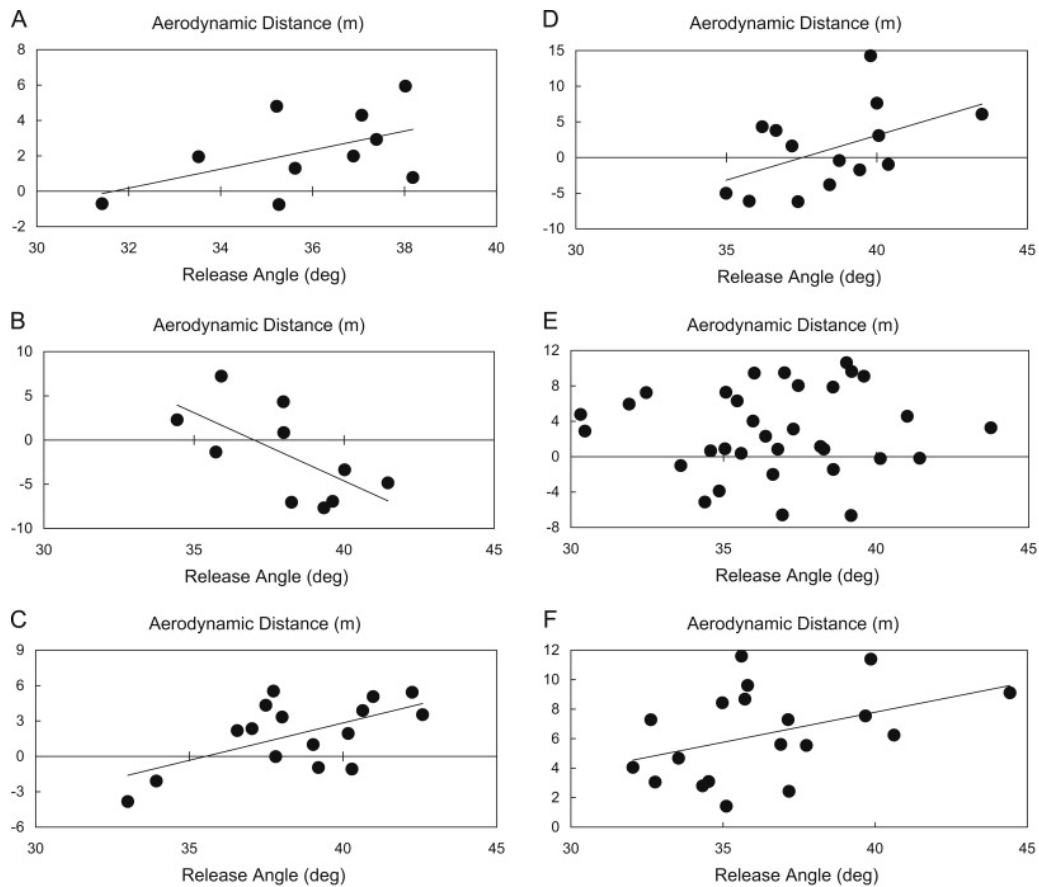 A
Aerodynamic Distance (m)
8
6
4
2
0
-2
30 32 34 36 38 40
Release Angle (deg)
B
Aerodynamic Distance (m)
10
5
0
-5
-10
30 35 40 45
Release Angle (deg)
C
Aerodynamic Distance (m)
9
6
3
0
-3
-6
30 35 40 45
Release Angle (deg)
D
Aerodynamic Distance (m)
15
10
5
0
-5
-10
30 35 40 45
Release Angle (deg)
E
Aerodynamic Distance (m)
12
8
4
0
-4
-8
30 35 40 45
Release Angle (deg)
F
Aerodynamic Distance (m)
12
10
8
6
4
2
0
30 35 40 45
Release Angle (deg)